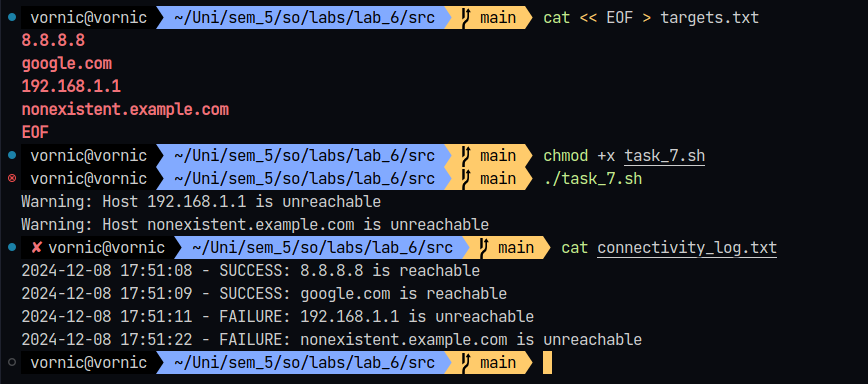 vornic@vornic ~/Uni/sem_5/so/labs/lab_6/src main cat << EOF > targets.txt
8.8.8.8
google.com
192.168.1.1
nonexistent.example.com
EOF
vornic@vornic ~/Uni/sem_5/so/labs/lab_6/src main chmod +x task_7.sh
vornic@vornic ~/Uni/sem_5/so/labs/lab_6/src main ./task_7.sh
Warning: Host 192.168.1.1 is unreachable
Warning: Host nonexistent.example.com is unreachable
✘ vornic@vornic ~/Uni/sem_5/so/labs/lab_6/src main cat connectivity_log.txt
2024-12-08 17:51:08 - SUCCESS: 8.8.8.8 is reachable
2024-12-08 17:51:09 - SUCCESS: google.com is reachable
2024-12-08 17:51:11 - FAILURE: 192.168.1.1 is unreachable
2024-12-08 17:51:22 - FAILURE: nonexistent.example.com is unreachable
vornic@vornic ~/Uni/sem_5/so/labs/lab_6/src main